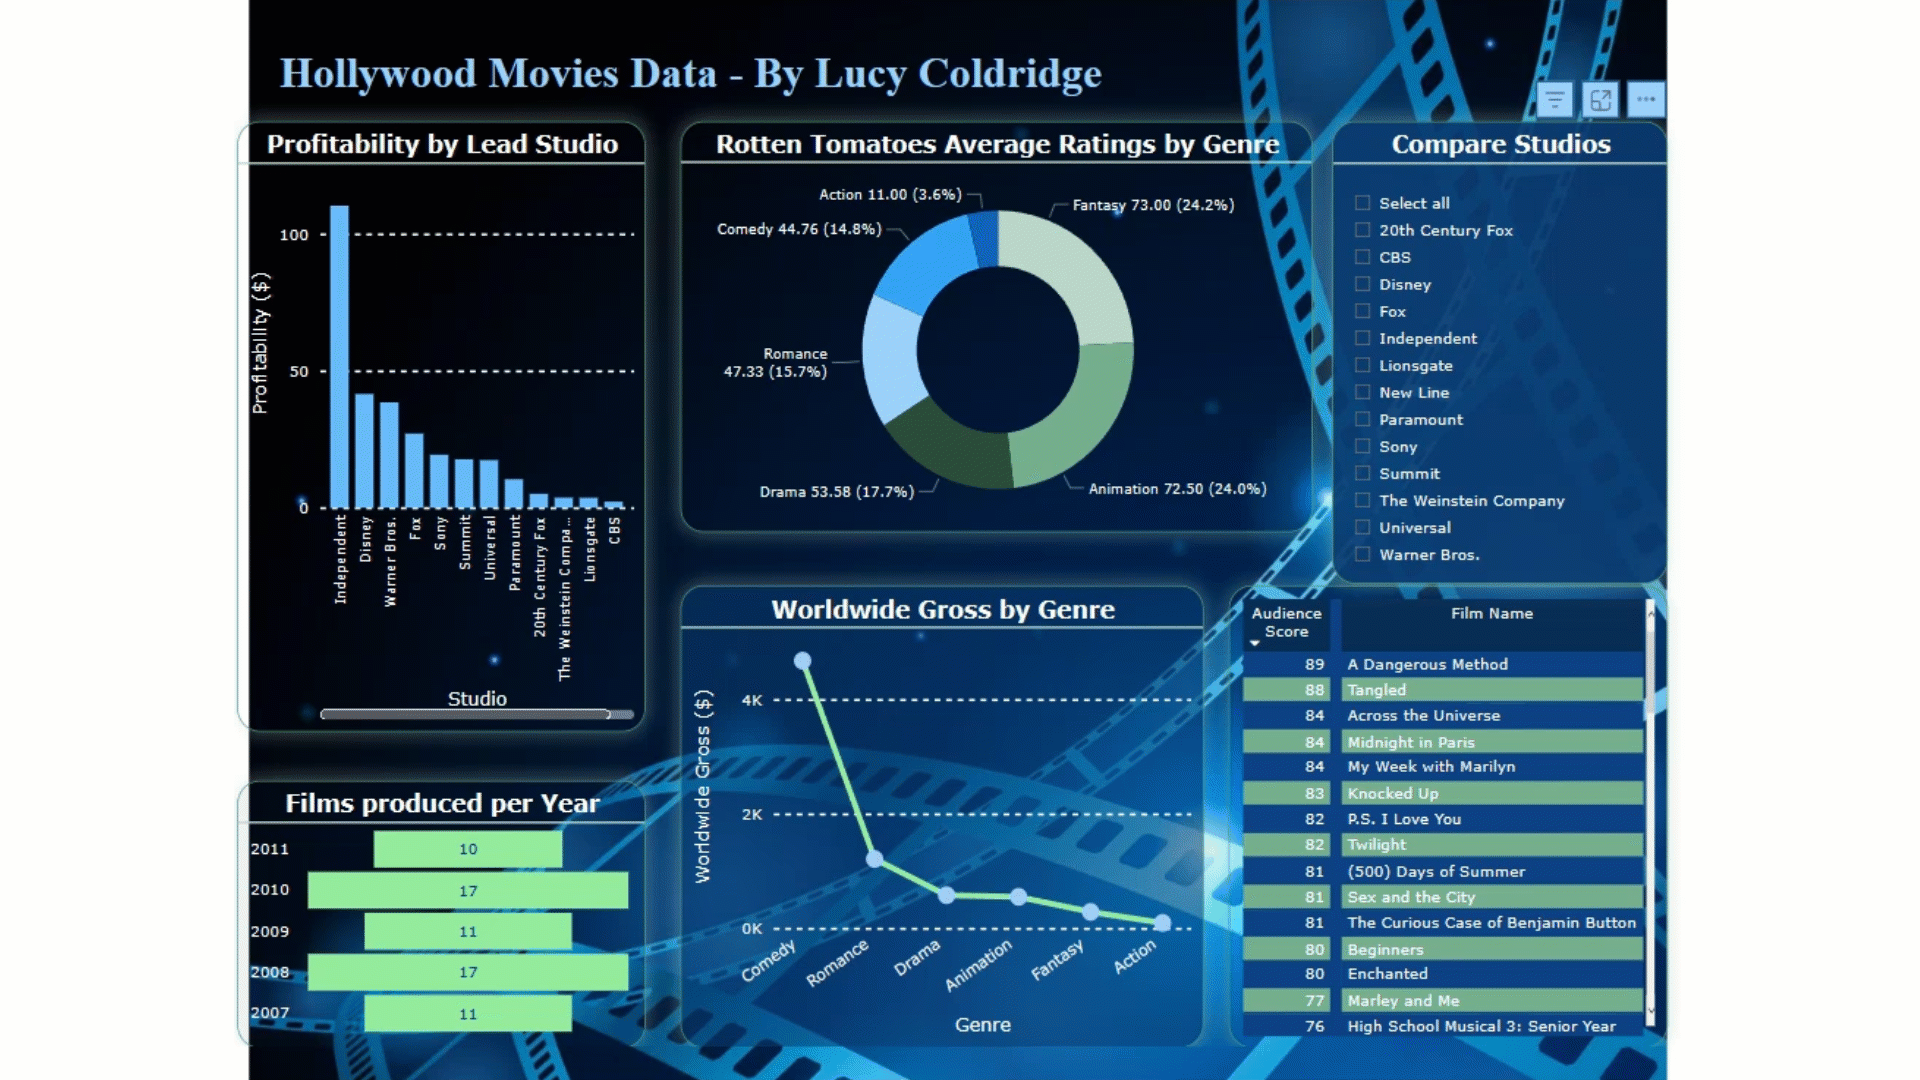 Hollywood Movies Data - By Lucy Coldridge
Profitability by Lead Studio
Profitability ($)
100
50
0
Independent
Disney
Warner Bros.
Fox
Sony
Summit
Universal
Paramount
20th Century Fox
The Weinstein Compa...
Lionsgate
CBS
Studio
Rotten Tomatoes Average Ratings by Genre
Action 11.00 (3.6%)
Fantasy 73.00 (24.2%)
Comedy 44.76 (14.8%)
Romance
47.33 (15.7%)
Drama 53.58 (17.7%)
Animation 72.50 (24.0%)
Compare Studios
Select all
20th Century Fox
CBS
Disney
Fox
Independent
Lionsgate
New Line
Paramount
Sony
Summit
The Weinstein Company
Universal
Warner Bros.
Films produced per Year
2011 10
2010 17
2009 11
2008 17
2007 11
Worldwide Gross by Genre
Worldwide Gross ($)
4K
2K
0K
Comedy
Romance
Drama
Animation
Fantasy
Action
Genre
Audience
Score
Film Name
89 A Dangerous Method
88 Tangled
84 Across the Universe
84 Midnight in Paris
84 My Week with Marilyn
83 Knocked Up
82 P.S. I Love You
82 Twilight
81 (500) Days of Summer
81 Sex and the City
81 The Curious Case of Benjamin Button
80 Beginners
80 Enchanted
77 Marley and Me
76 High School Musical 3: Senior Year